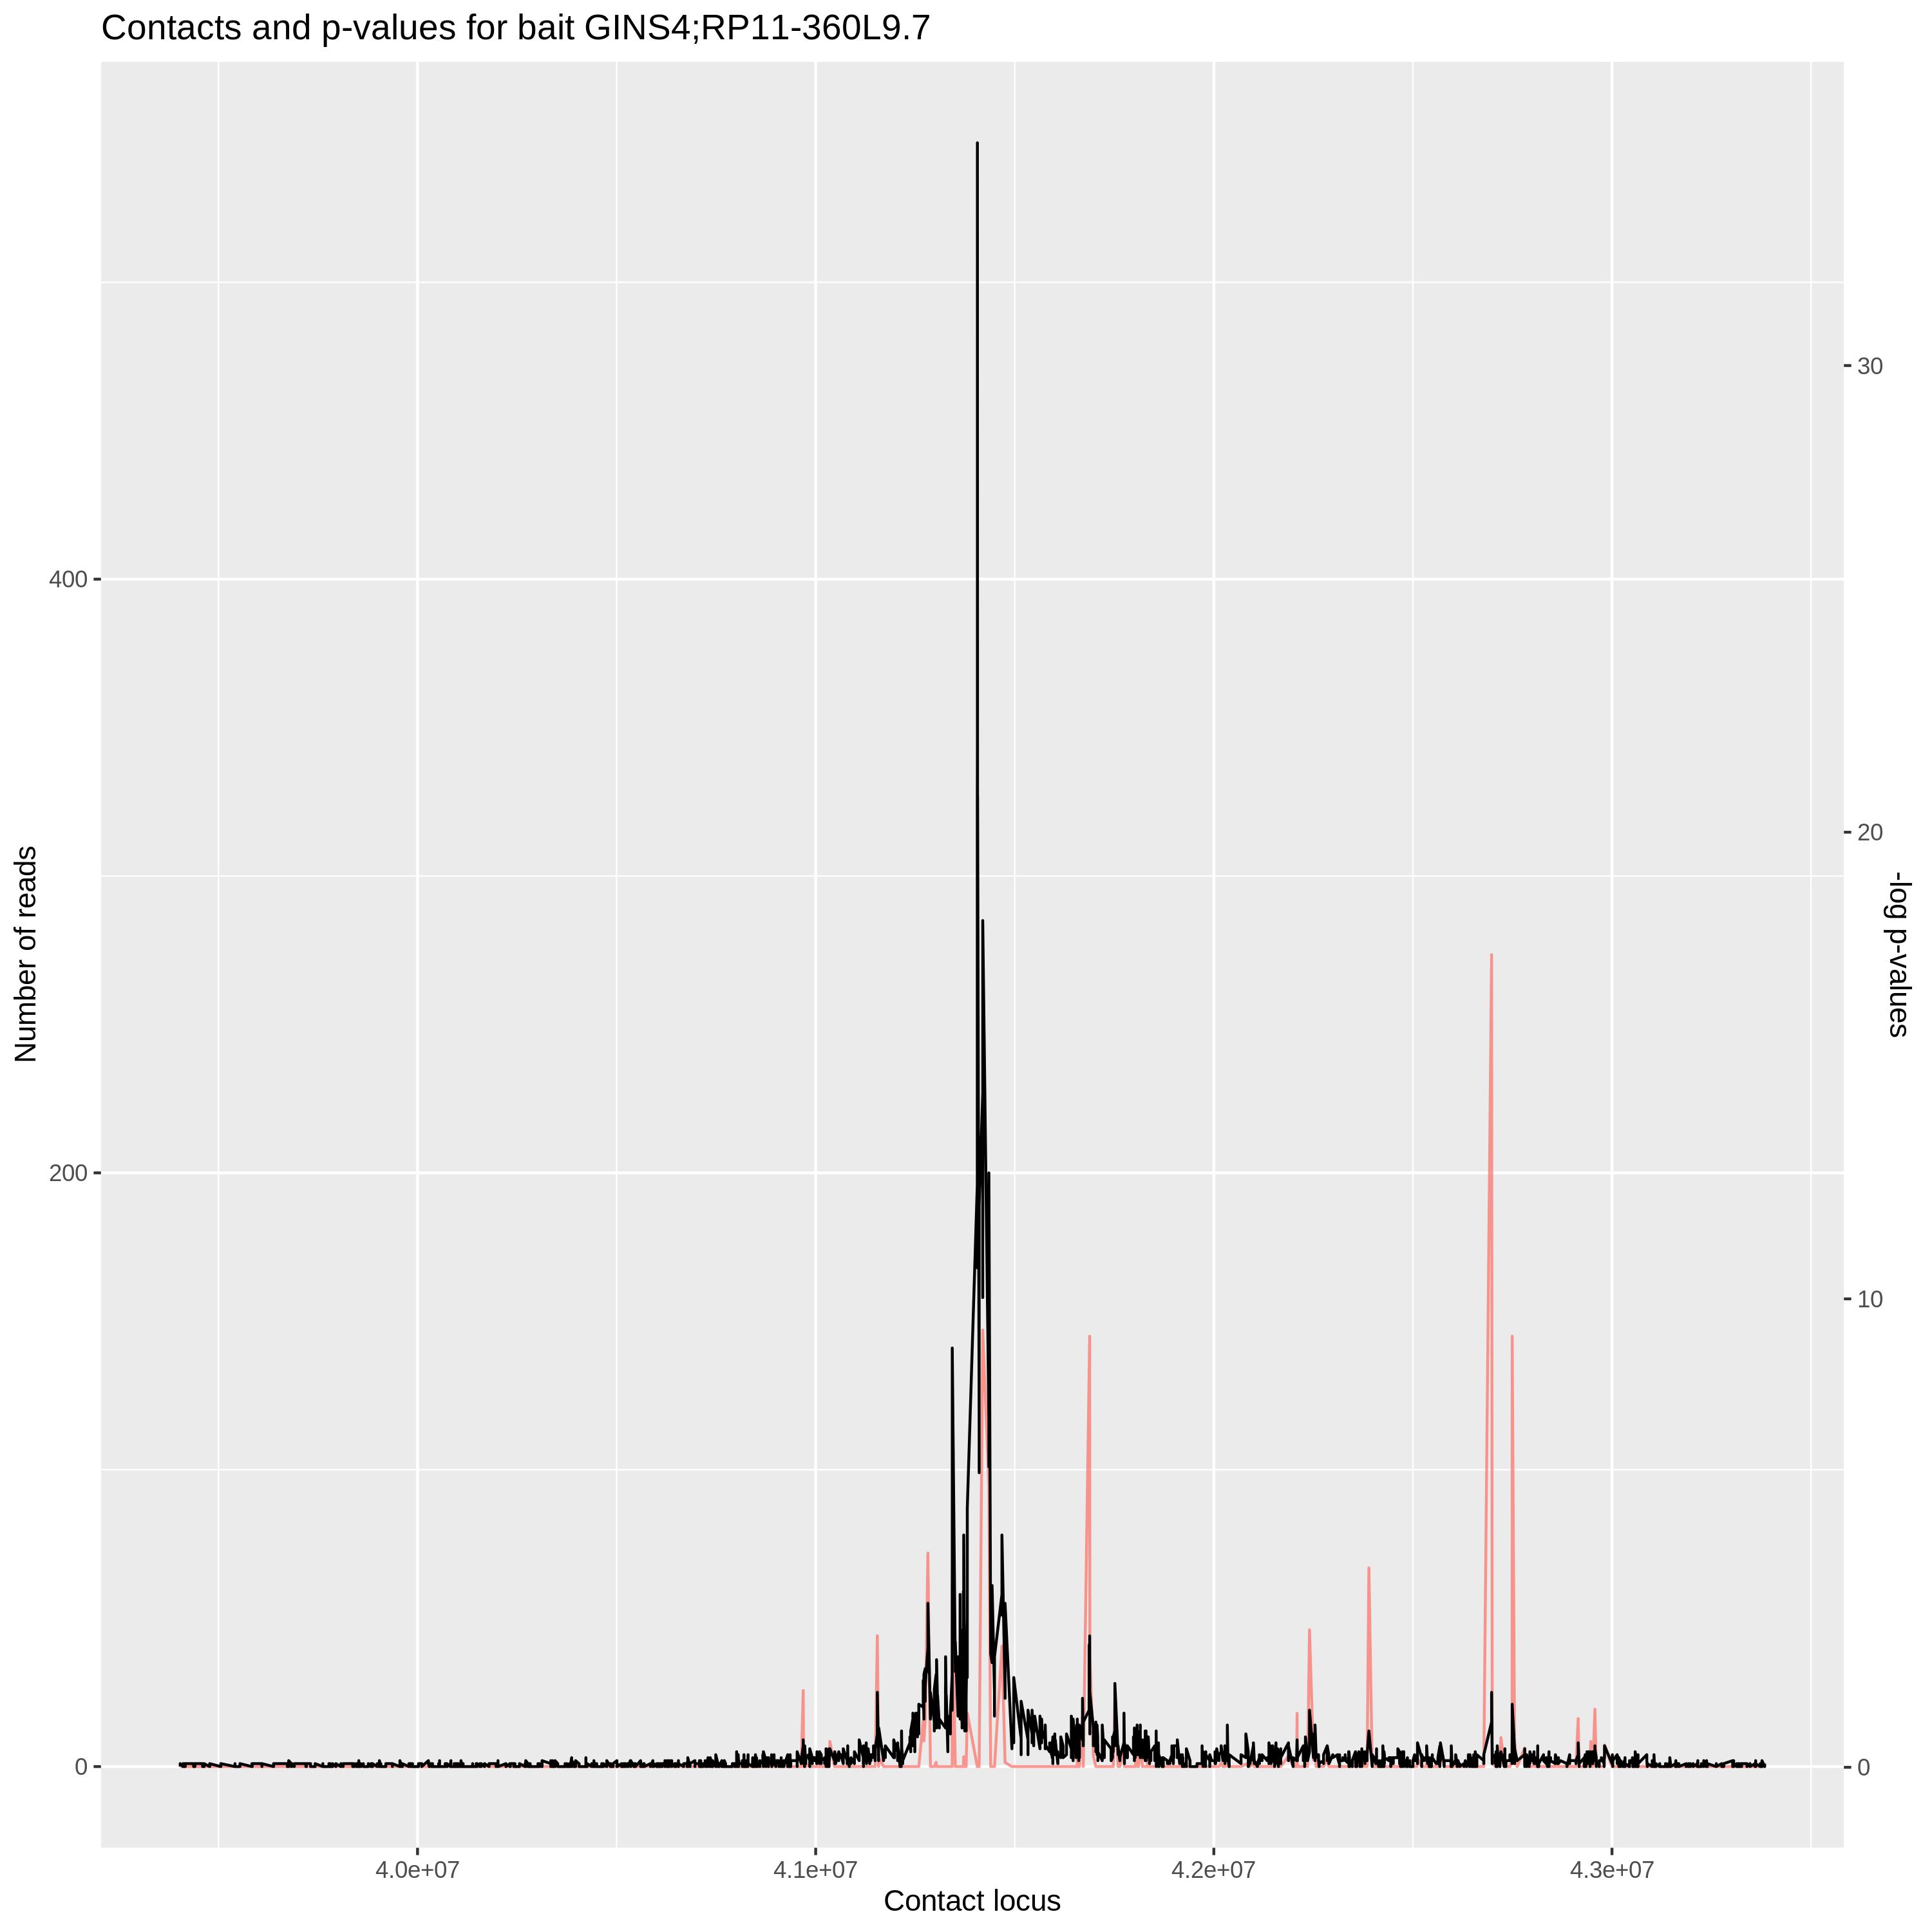 Contacts and p-values for bait GINS4;RP11-360L9.7
Number of reads
400
200
0
30
20
10
0
-log p-values
4.0e+07
4.1e+07
4.2e+07
4.3e+07
Contact locus